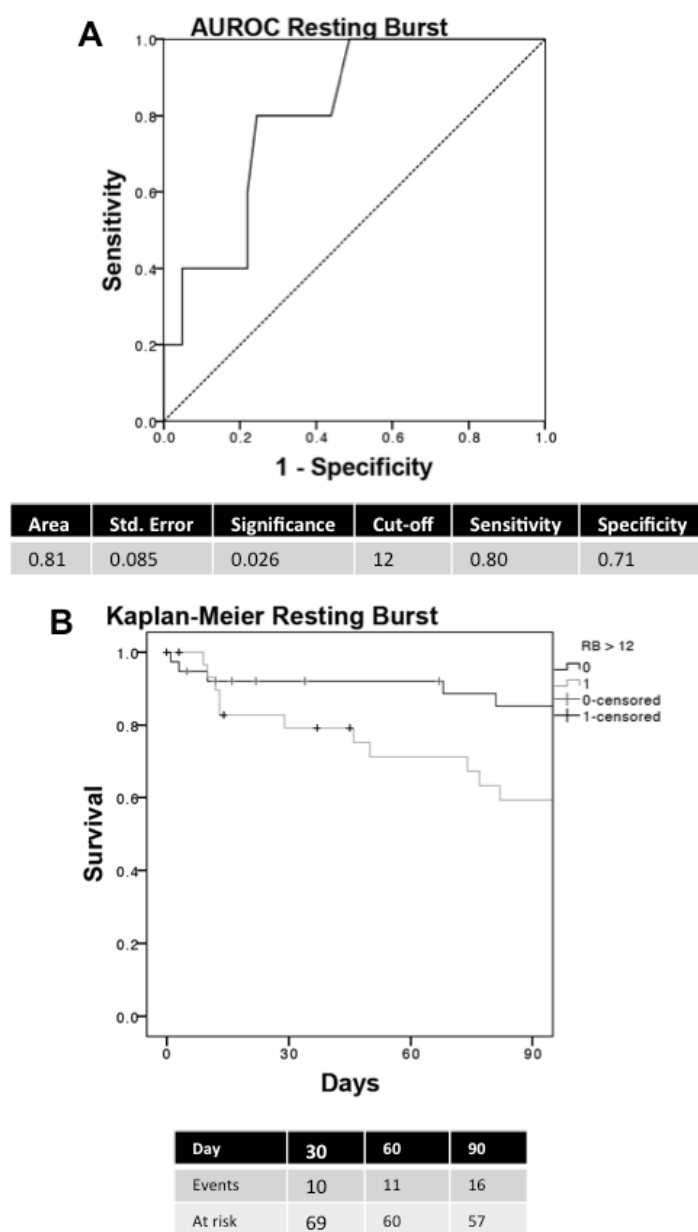 A
AUROC Resting Burst
1.0
0.8
0.6
0.4
0.2
0.0
Sensitivity
0.0 0.2 0.4 0.6 0.8 1.0
1 - Specificity
Area Std. Error Significance Cut-off Sensitivity Specificity
0.81 0.085 0.026 12 0.80 0.71
B
Kaplan-Meier Resting Burst
1.0
0.8
0.6
0.4
0.2
0.0
Survival
0 30 60 90
Days
RB > 12
0
1
0-censored
1-censored
Day 30 60 90
Events 10 11 16
At risk 69 60 57